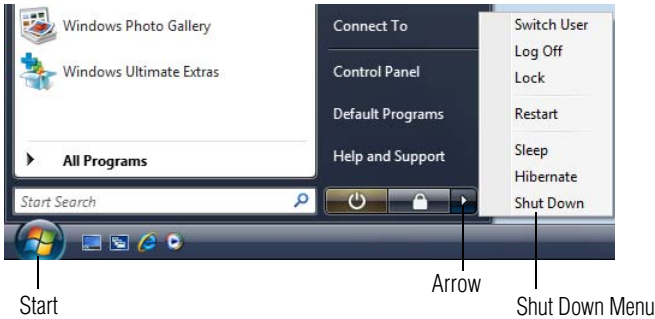 Windows Photo Gallery
Windows Ultimate Extras
All Programs
Start Search
Connect To
Control Panel
Default Programs
Help and Support
Switch User
Log Off
Lock
Restart
Sleep
Hibernate
Shut Down
Start
Arrow
Shut Down Menu